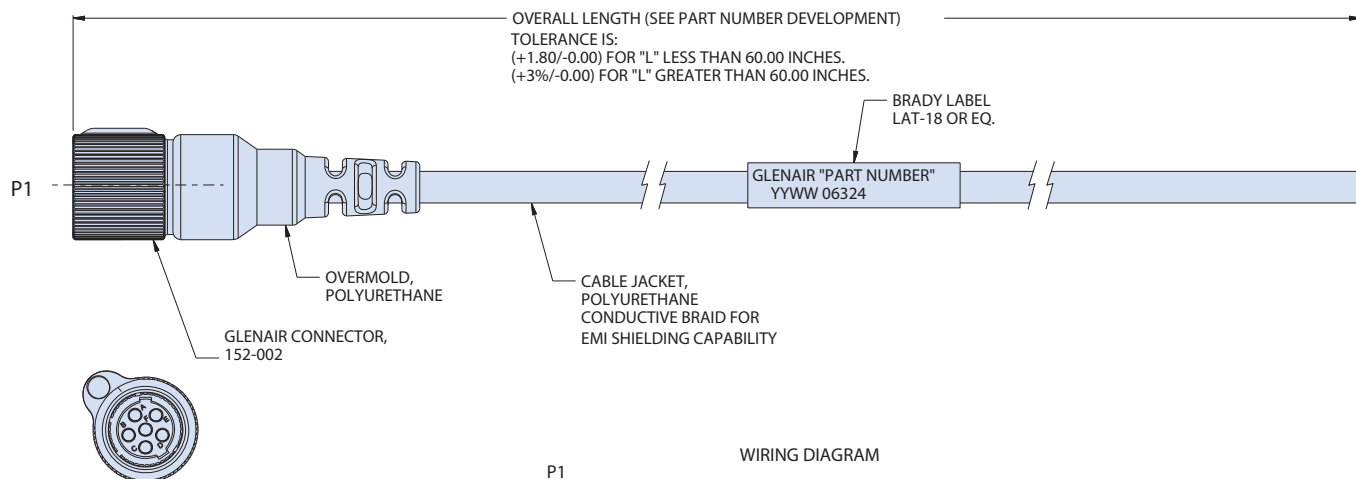 OVERALL LENGTH (SEE PART NUMBER DEVELOPMENT)
TOLERANCE IS:
(+1.80/-0.00) FOR "L" LESS THAN 60.00 INCHES.
(+3%/-0.00) FOR "L" GREATER THAN 60.00 INCHES.
BRADY LABEL
LAT-18 OR EQ.
P1
GLENAIR "PART NUMBER"
YYWW 06324
OVERMOLD,
POLYURETHANE
CABLE JACKET,
POLYURETHANE
CONDUCTIVE BRAID FOR
EMI SHIELDING CAPABILITY
GLENAIR CONNECTOR,
152-002
A
F
E
B
C
D
WIRING DIAGRAM
P1